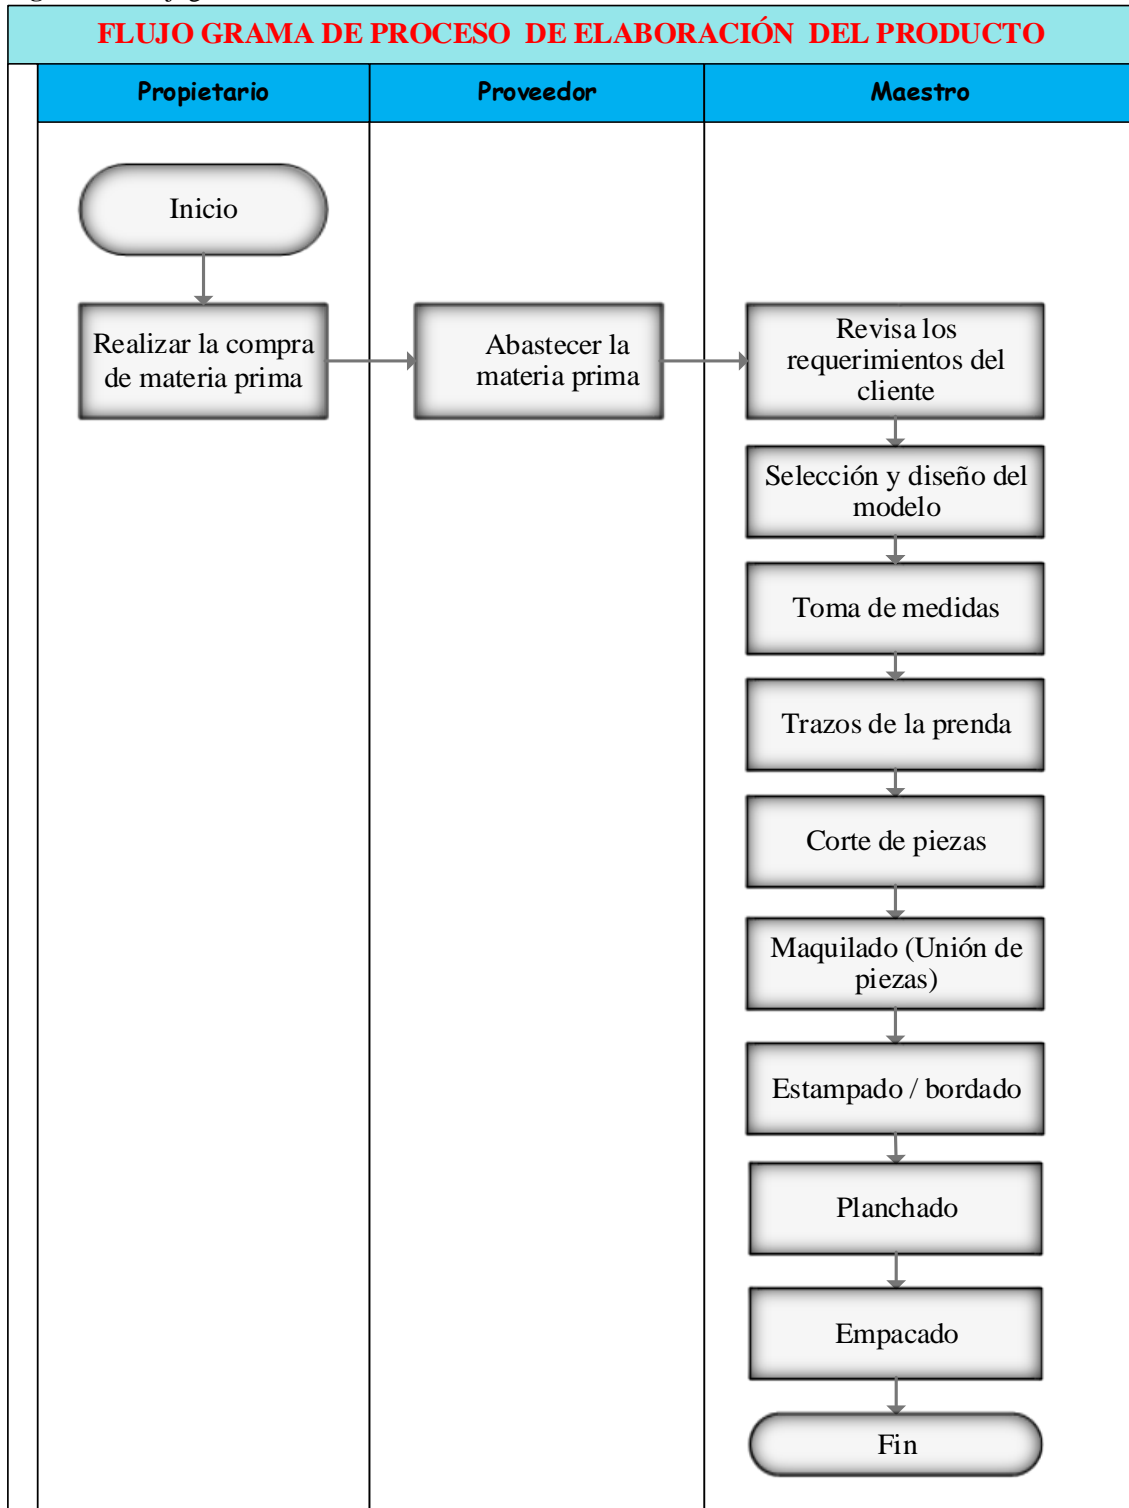 FLUJO GRAMA DE PROCESO DE ELABORACIÓN DEL PRODUCTO
Propietario
Proveedor
Maestro
Inicio
Realizar la compra
de materia prima
Abastecer la
materia prima
Revisa los
requerimientos del
cliente
Selección y diseño del
modelo
Toma de medidas
Trazos de la prenda
Corte de piezas
Maquilado (Unión de
piezas)
Estampado / bordado
Planchado
Empacado
Fin